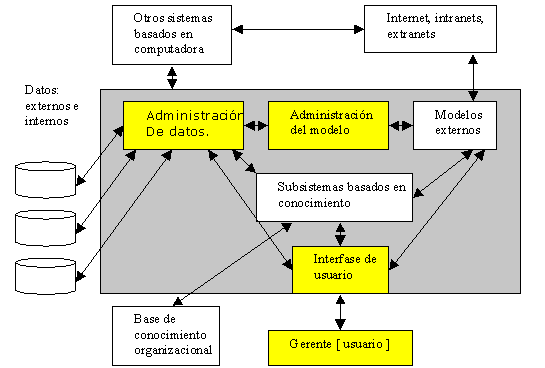 Otros sistemas
basados en
computadora
Internet, intranets,
extranets
Datos:
externos e
internos
Administración
De datos.
Administración
del modelo
Modelos
externos
Subsistemas basados en
conocimiento
Interfase de
usuario
Base de
conocimiento
organizacional
Gerente [ usuario ]